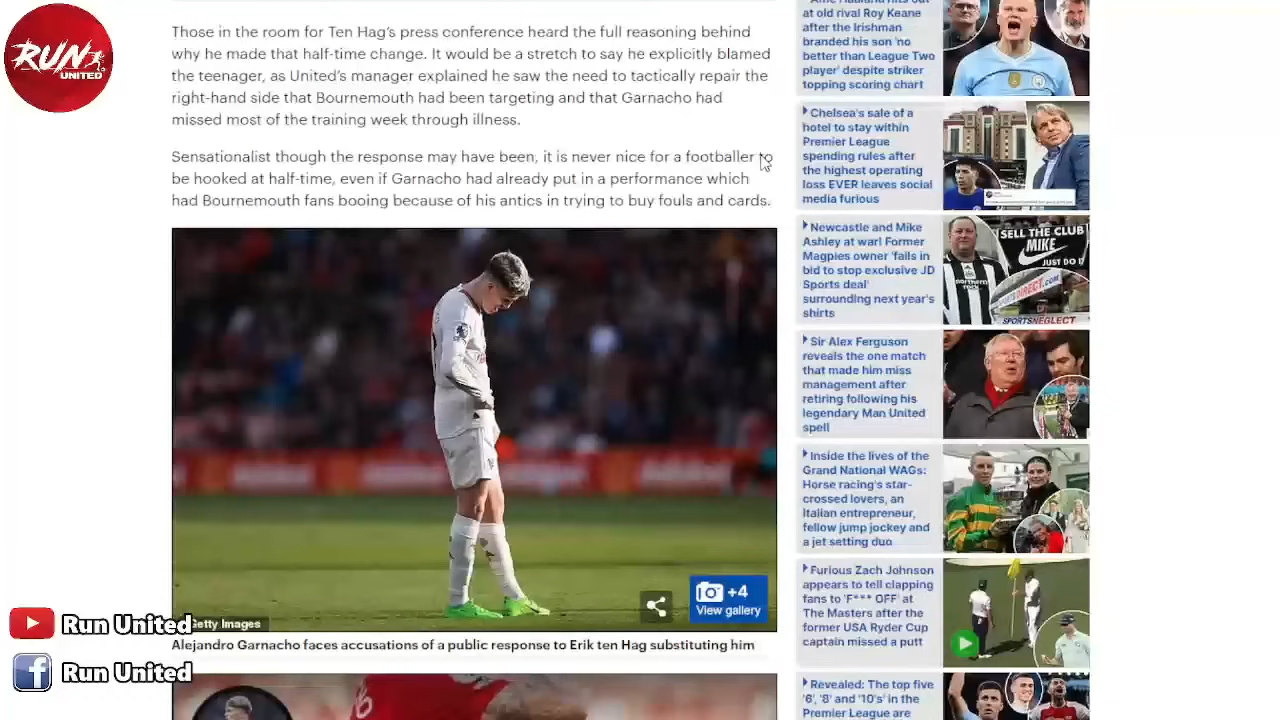 RUN
UNITED
Those in the room for Ten Hag's press conference heard the full reasoning behind
why he made that half-time change. It would be a stretch to say he explicitly blamed
the teenager, as United's manager explained he saw the need to tactically repair the
right-hand side that Bournemouth had been targeting and that Garnacho had
missed most of the training week through illness.
Sensationalist though the response may have been, it is never nice for a footballer to
be hooked at half-time, even if Garnacho had already put in a performance which
had Bournemouth fans booing because of his antics in trying to buy fouls and cards.
+4
View gallery
Getty Images
Alejandro Garnacho faces accusations of a public response to Erik ten Hag substituting him
Run United
Run United
at old rival Roy Keane
after the Irishman
branded his son 'no
better than League Two
player' despite striker
topping scoring chart
Chelsea's sale of a
hotel to stay within
Premier League
spending rules after
the highest operating
loss EVER leaves social
media furious
Newcastle and Mike
Ashley at war! Former
Magpies owner 'fails in
bid to stop exclusive JD
Sports deal'
surrounding next year's
shirts
SELL THE CLUB
MIKE
JUST DO IT
northern rock
SPORTSDIRECT.COM
SPORTSNEGLECT
Sir Alex Ferguson
reveals the one match
that made him miss
management after
retiring following his
legendary Man United
spell
Inside the lives of the
Grand National WAGs:
Horse racing's star-
crossed lovers, an
Italian entrepreneur,
fellow jump jockey and
a jet setting duo
Furious Zach Johnson
appears to tell clapping
fans to 'F*** OFF' at
The Masters after the
former USA Ryder Cup
captain missed a putt
Revealed: The top five
'6', '8' and '10's' in the
Premier League are